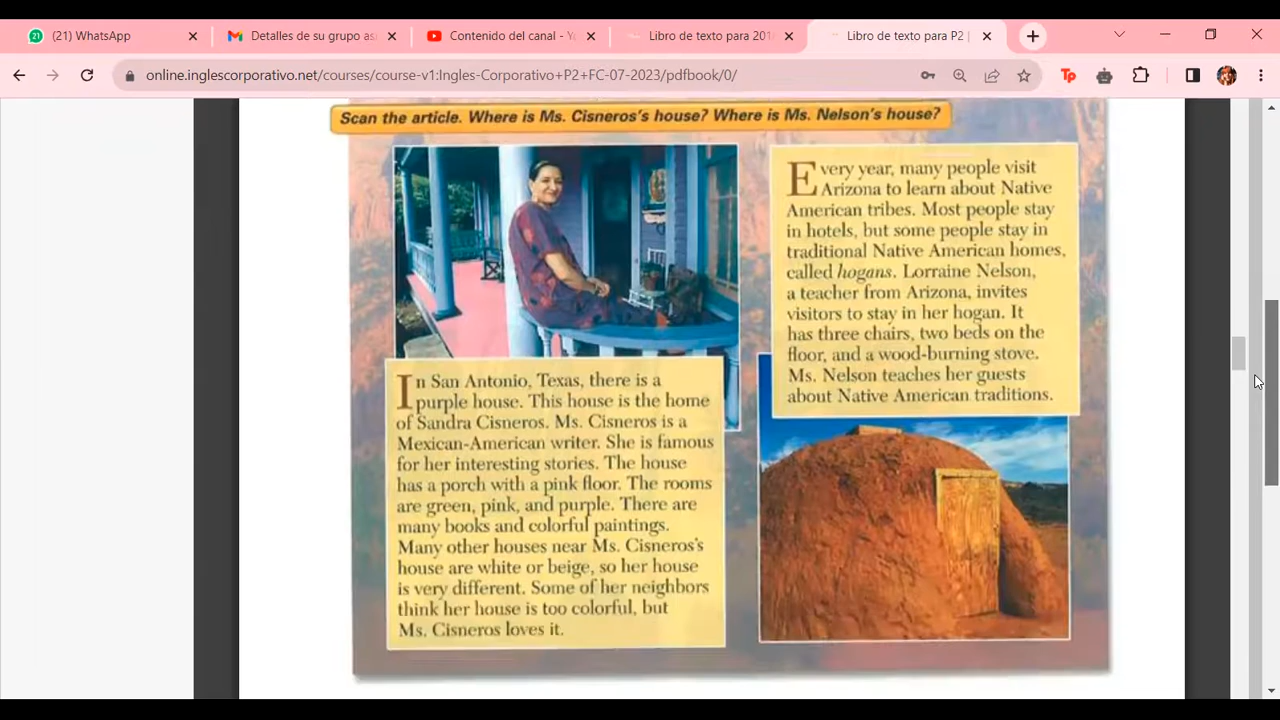 (21) WhatsApp
Detalles de su grupo as
Contenido del canal - Yo
Libro de texto para 201
Libro de texto para P2 |
online.inglescorporativo.net/courses/course-v1:Ingles-Corporativo+P2+FC-07-2023/pdfbook/0/
Scan the article. Where is Ms. Cisneros's house? Where is Ms. Nelson's house?
In San Antonio, Texas, there is a
purple house. This house is the home
of Sandra Cisneros. Ms. Cisneros is a
Mexican-American writer. She is famous
for her interesting stories. The house
has a porch with a pink floor. The rooms
are green, pink, and purple. There are
many books and colorful paintings.
Many other houses near Ms. Cisneros's
house are white or beige, so her house
is very different. Some of her neighbors
think her house is too colorful, but
Ms. Cisneros loves it.
Every year, many people visit
Arizona to learn about Native
American tribes. Most people stay
in hotels, but some people stay in
traditional Native American homes,
called hogans. Lorraine Nelson,
a teacher from Arizona, invites
visitors to stay in her hogan. It
has three chairs, two beds on the
floor, and a wood-burning stove.
Ms. Nelson teaches her guests
about Native American traditions.